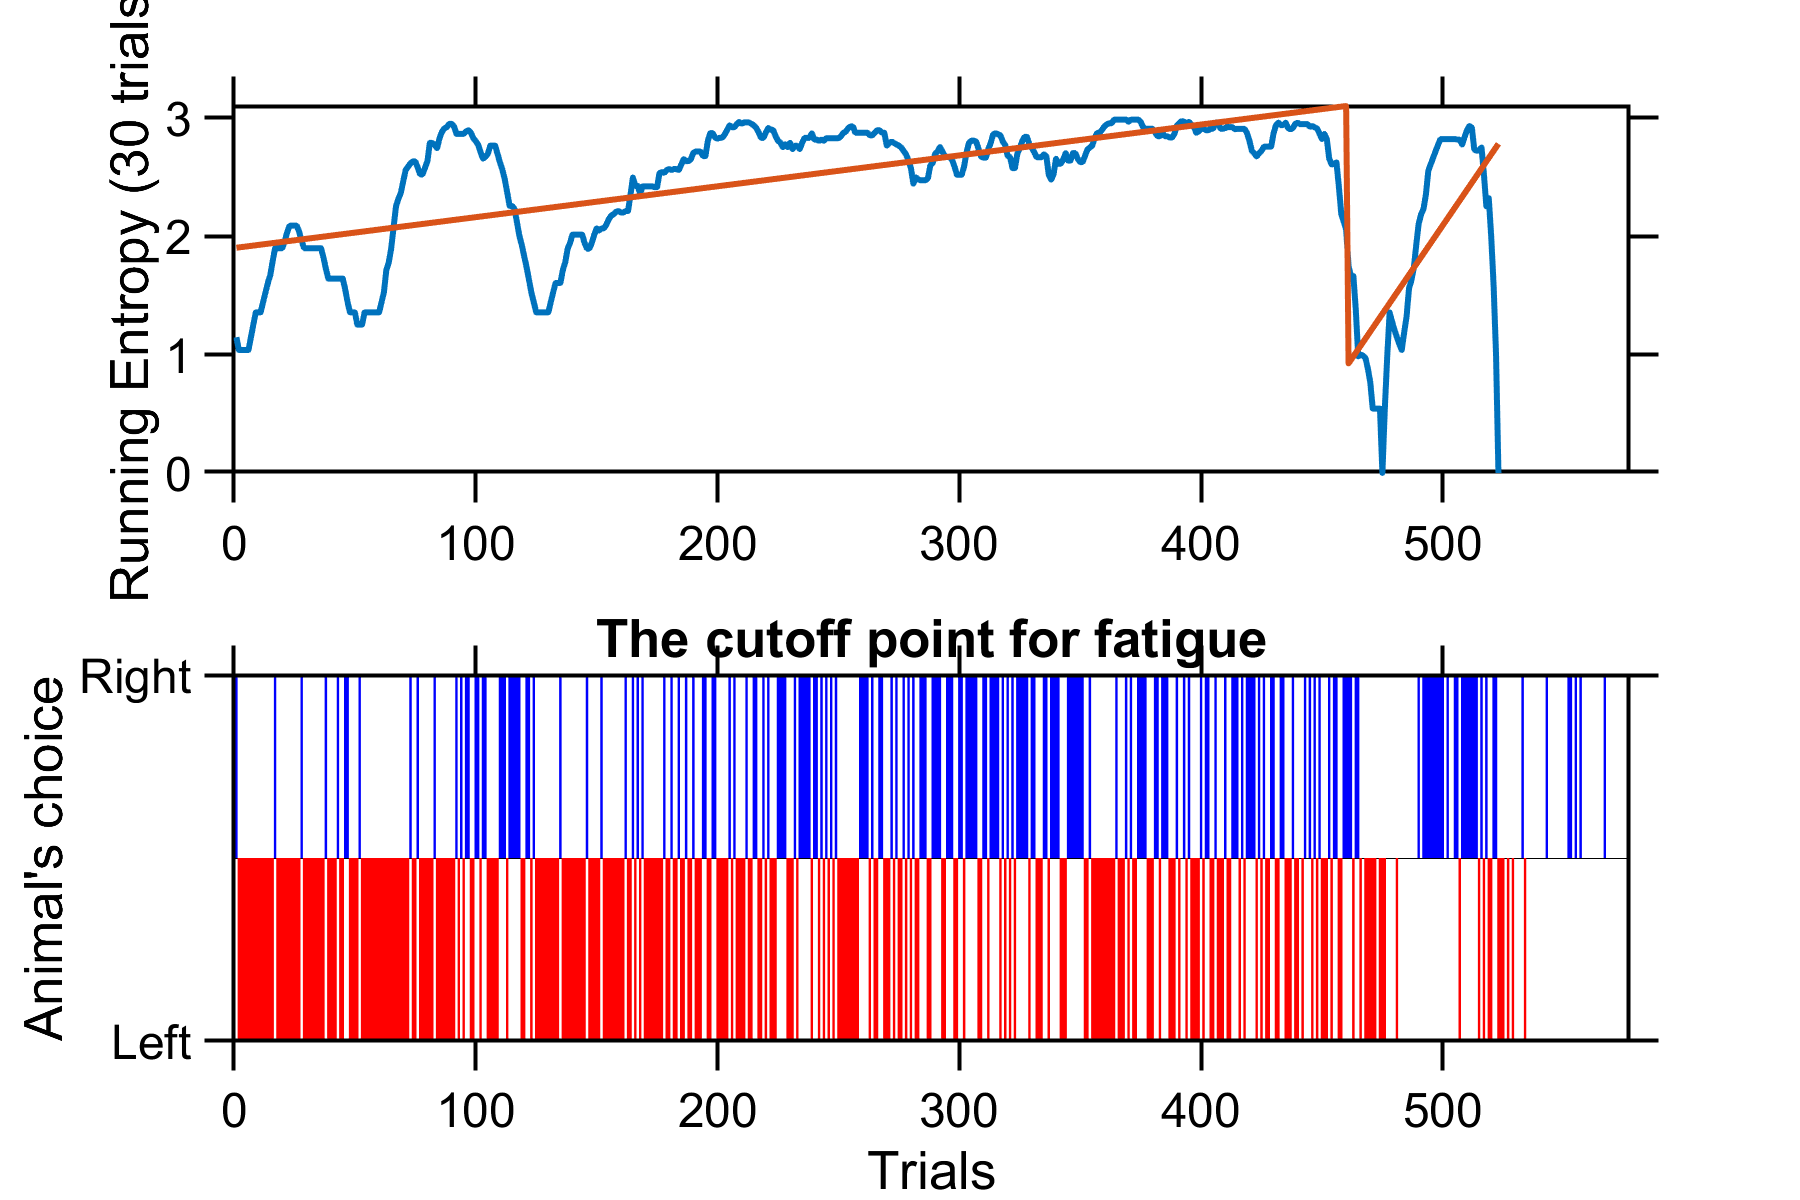 Running Entropy (30 trials
3
2
1
0
0 100 200 300 400 500
The cutoff point for fatigue
Animal's choice
Right
Left
0 100 200 300 400 500
Trials